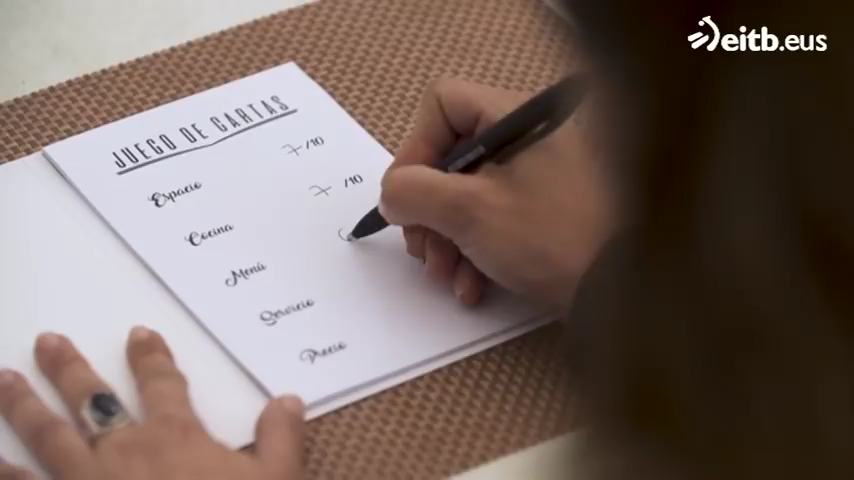 eitb.eus
JUEGO DE CARTAS
Espacio 7/10
Cocina 7/10
Menú
Servicio
Precio